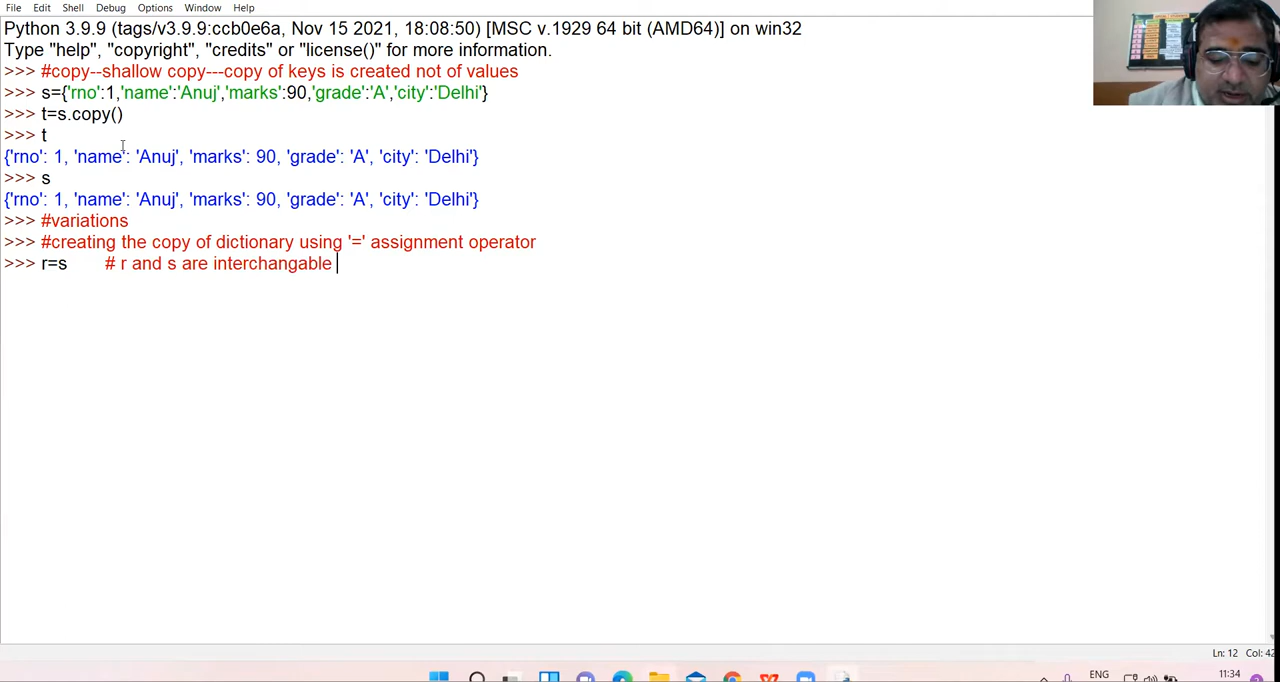 File Edit Shell Debug Options Window Help
Python 3.9.9 (tags/v3.9.9:ccb0e6a, Nov 15 2021, 18:08:50) [MSC v.1929 64 bit (AMD64)] on win32
Type "help", "copyright", "credits" or "license()" for more information.
>>> #copy--shallow copy---copy of keys is created not of values
>>> s={'rno':1,'name':'Anuj','marks':90,'grade':'A','city':'Delhi'}
>>> t=s.copy()
>>> t
{'rno': 1, 'name': 'Anuj', 'marks': 90, 'grade': 'A', 'city': 'Delhi'}
>>> s
{'rno': 1, 'name': 'Anuj', 'marks': 90, 'grade': 'A', 'city': 'Delhi'}
>>> #variations
>>> #creating the copy of dictionary using '=' assignment operator
>>> r=s # r and s are interchangable
Ln: 12 Col: 42
ENG
11:34